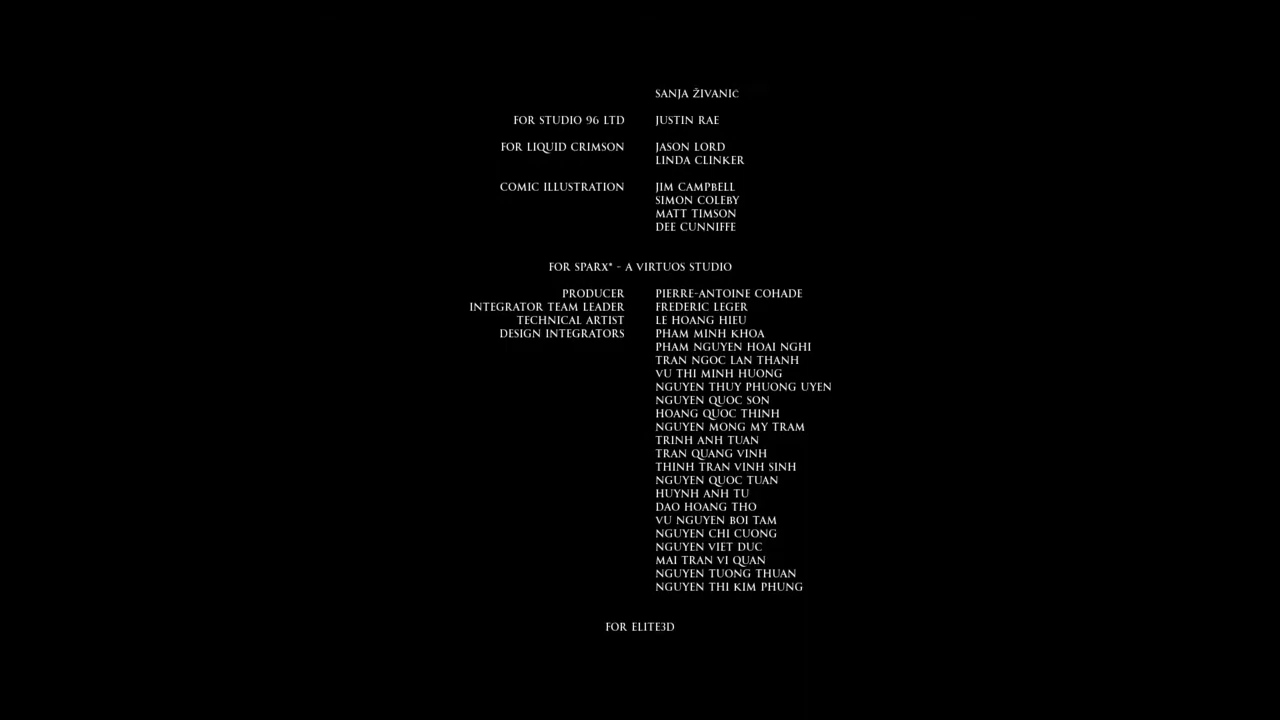 SANJA ŽIVANIĆ
FOR STUDIO 96 LTD JUSTIN RAE
FOR LIQUID CRIMSON JASON LORD
LINDA CLINKER
COMIC ILLUSTRATION JIM CAMPBELL
SIMON COLEBY
MATT TIMSON
DEE CUNNIFFE
FOR SPARX* - A VIRTUOS STUDIO
PRODUCER PIERRE-ANTOINE COHADE
INTEGRATOR TEAM LEADER FREDERIC LEGER
TECHNICAL ARTIST LE HOANG HIEU
DESIGN INTEGRATORS PHAM MINH KHOA
PHAM NGUYEN HOAI NGHI
TRAN NGOC LAN THANH
VU THI MINH HUONG
NGUYEN THUY PHUONG UYEN
NGUYEN QUOC SON
HOANG QUOC THINH
NGUYEN MONG MY TRAM
TRINH ANH TUAN
TRAN QUANG VINH
THINH TRAN VINH SINH
NGUYEN QUOC TUAN
HUYNH ANH TU
DAO HOANG THO
VU NGUYEN BOI TAM
NGUYEN CHI CUONG
NGUYEN VIET DUC
MAI TRAN VI QUAN
NGUYEN TUONG THUAN
NGUYEN THI KIM PHUNG
FOR ELITE3D